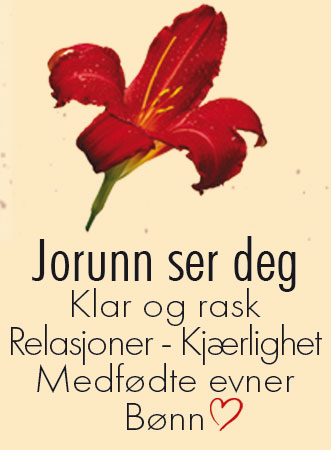 Jorunn ser deg
Klar og rask
Relasjoner - Kjærlighet
Medfødte evner
Bønn